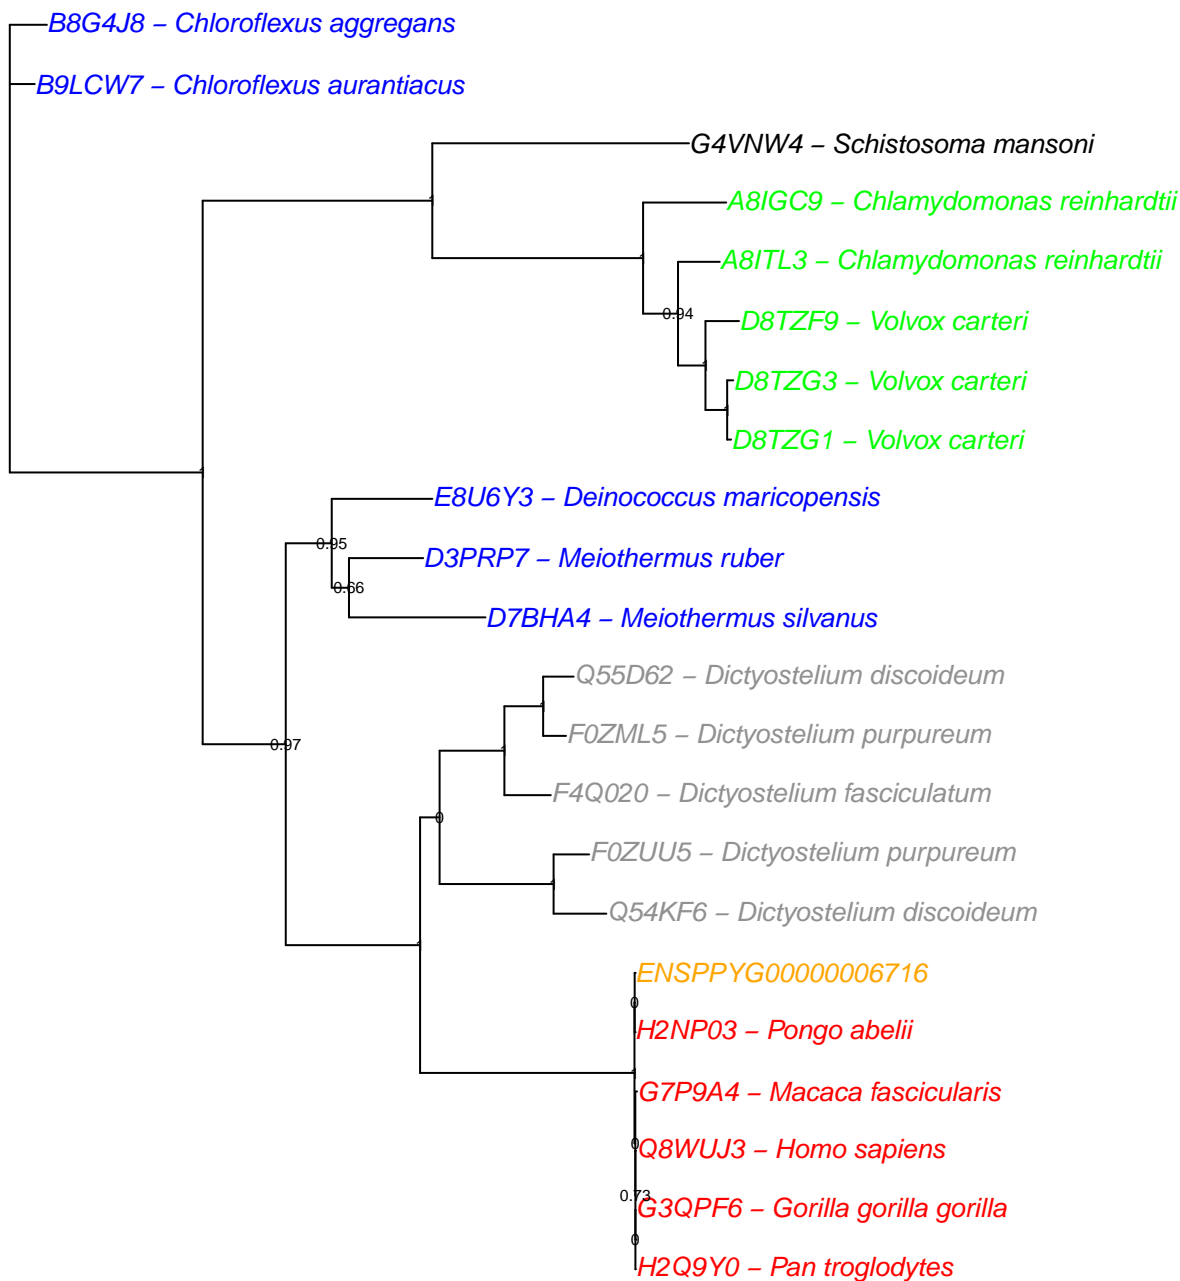 B8G4J8 – Chloroflexus aggregans
B9LCW7 – Chloroflexus aurantiacus
G4VNW4 – Schistosoma mansoni
A8IGC9 – Chlamydomonas reinhardtii
A8ITL3 – Chlamydomonas reinhardtii
0.94
D8TZF9 – Volvox carteri
D8TZG3 – Volvox carteri
D8TZG1 – Volvox carteri
E8U6Y3 – Deinococcus maricopensis
0.95
D3PRP7 – Meiothermus ruber
0.66
D7BHA4 – Meiothermus silvanus
Q55D62 – Dictyostelium discoideum
F0ZML5 – Dictyostelium purpureum
0.97
F4Q020 – Dictyostelium fasciculatum
0
F0ZUU5 – Dictyostelium purpureum
Q54KF6 – Dictyostelium discoideum
ENSPPYG00000006716
0
H2NP03 – Pongo abelii
G7P9A4 – Macaca fascicularis
0
Q8WUJ3 – Homo sapiens
0.73
G3QPF6 – Gorilla gorilla gorilla
0
H2Q9Y0 – Pan troglodytes